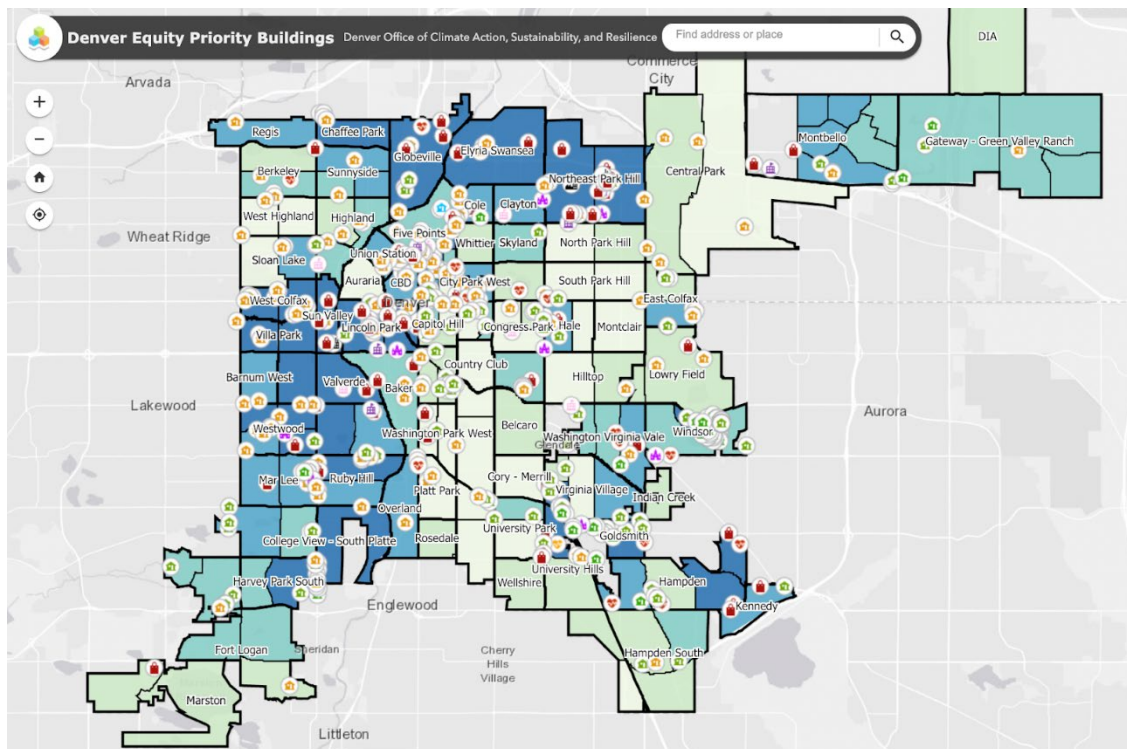 Denver Equity Priority Buildings
Denver Office of Climate Action, Sustainability, and Resilience
Find address or place
DIA
Commerce
City
Arvada
Regis
Chaffee Park
Globeville
Elyria Swansea
Montbello
Gateway - Green Valley Ranch
Berkeley
Sunnyside
Northeast Park Hill
Central Park
West Highland
Highland
Cole
Clayton
Wheat Ridge
Five Points
Whittier
Skyland
North Park Hill
Sloan Lake
Union Station
Auraria
CBD
City Park West
South Park Hill
West Colfax
Sun Valley
Denver
East Colfax
Villa Park
Lincoln Park
Capitol Hill
Congress Park
Hale
Montclair
Country Club
Barnum West
Valverde
Baker
Hilltop
Lowry Field
Lakewood
Aurora
Westwood
Belcaro
Washington Park West
Washington Virginia Vale
Windsor
Glendale
Mar Lee
Ruby Hill
Platt Park
Cory - Merrill
Virginia Village
Indian Creek
Overland
College View - South Platte
Rosedale
University Park
Goldsmith
University Hills
Harvey Park South
Wellshire
Hampden
Englewood
Kennedy
Fort Logan
Sheridan
Cherry
Hills
Village
Hampden South
Marston
Littleton